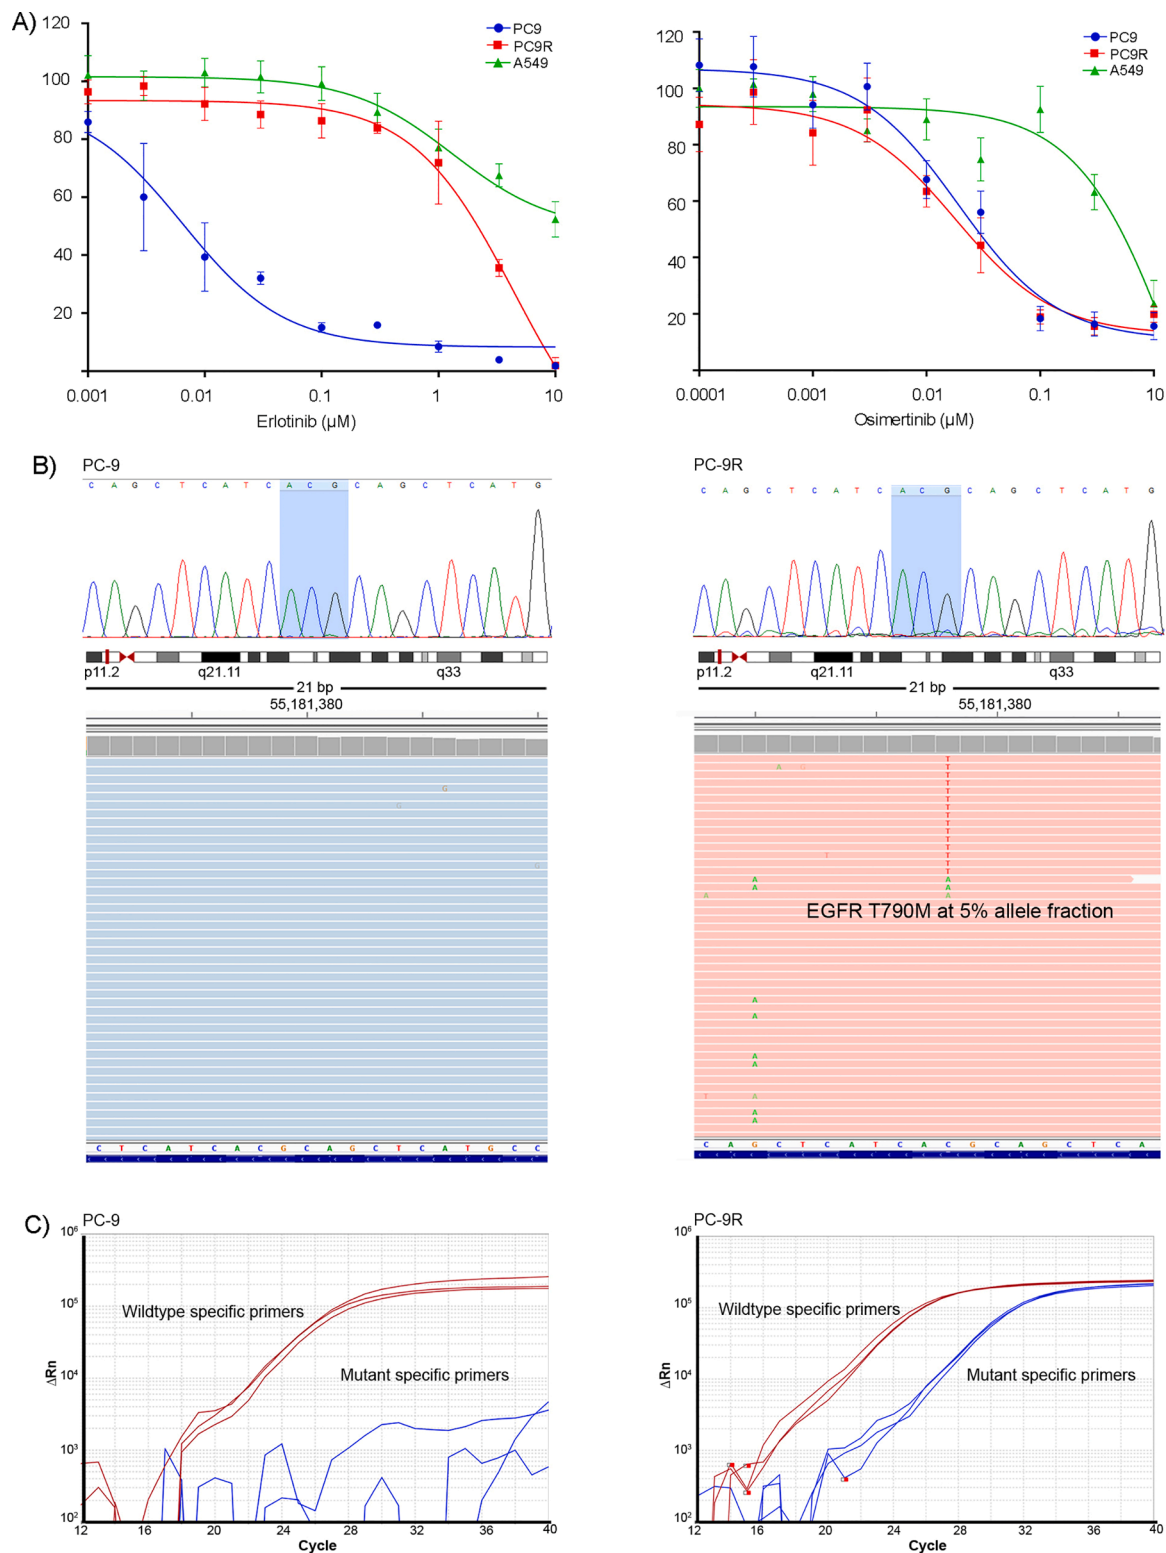 A)
120
100
80
60
40
20
PC9
PC9R
A549
0.001 0.01 0.1 1 10
Erlotinib (µM)
120
100
80
60
40
20
PC9
PC9R
A549
0.0001 0.001 0.01 0.1 10
Osimertinib (µM)
B)
PC-9
C A G C T C A T C A C G C A G C T C A T G
p11.2 q21.11 q33
21 bp
55,181,380
G
G
G
C T C A T C A C G C A G C T C A T G C C
PC-9R
C A G C T C A T C A C G C A G C T C A T G
p11.2 q21.11 q33
21 bp
55,181,380
T
A G T
T
T
T
T
T
T
T
T
T
T
T T
T
T
A A
A A
A A
EGFR T790M at 5% allele fraction
A
A
A
A
T A
A
A
C A G C T C A T C A C G C A G C T C A
C)
PC-9
10⁶
10⁵
10⁴
10³
10²
ΔRn
Wildtype specific primers
Mutant specific primers
12 16 20 24 28 32 36 40
Cycle
PC-9R
10⁶
10⁵
10⁴
10³
10²
ΔRn
Wildtype specific primers
Mutant specific primers
12 16 20 24 28 32 36 40
Cycle